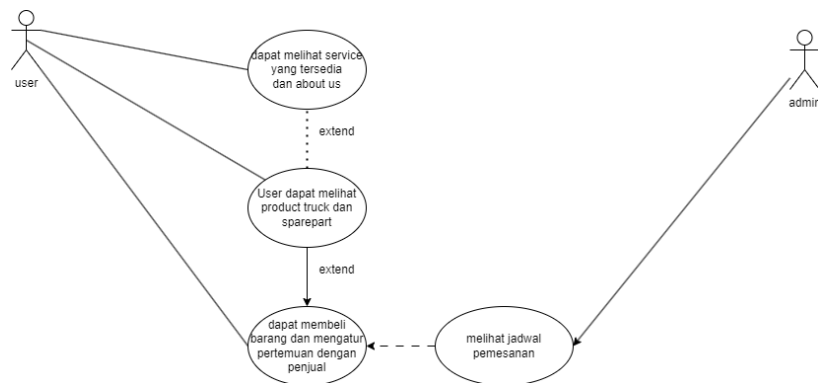 user
dapat melihat service
yang tersedia
dan about us
admin
extend
User dapat melihat
product truck dan
sparepart
extend
dapat membeli
barang dan mengatur
pertemuan dengan
penjual
melihat jadwal
pemesanan